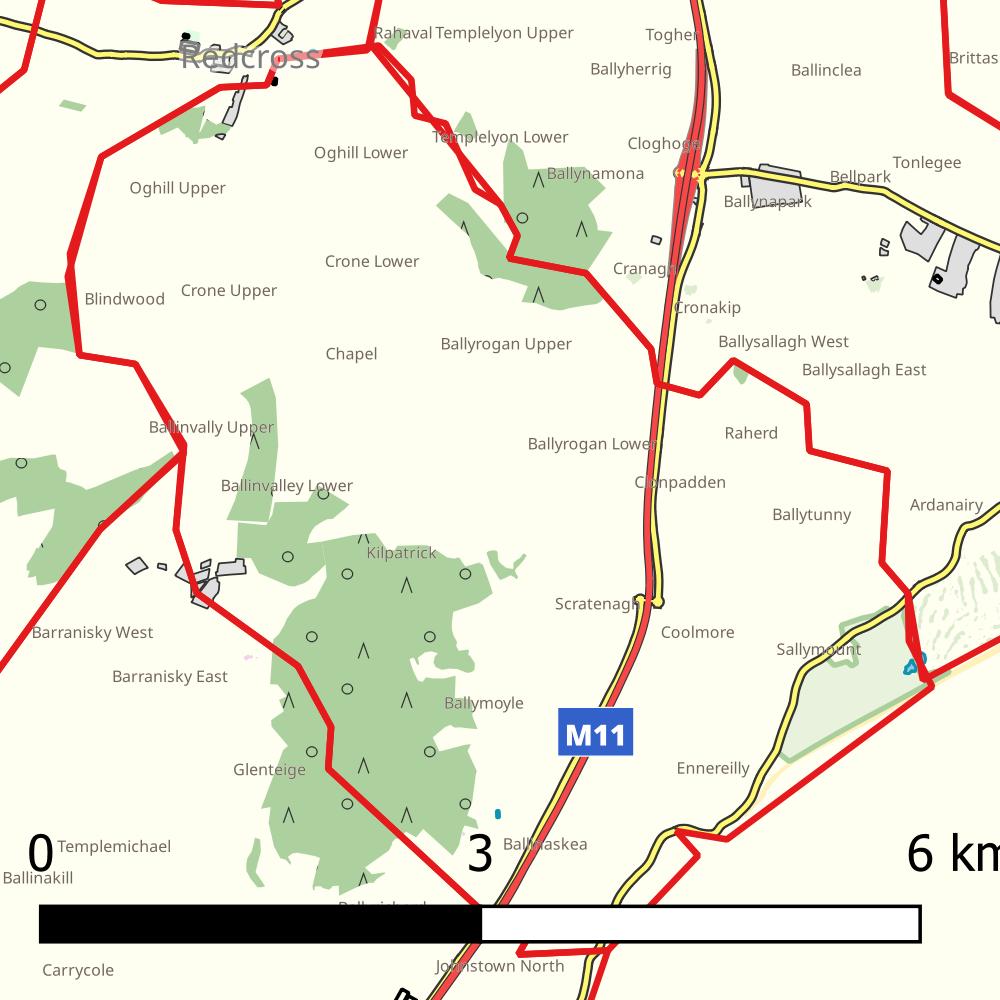 Rahaval Templelyon Upper
Togher
Redcross
Ballyherrig
Ballinclea
Brittas
Templelyon Lower
Cloghoge
Oghill Lower
Tonlegee
Ballynamona
Bellpark
Oghill Upper
Ballynapark
Crone Lower
Cranagh
Crone Upper
Blindwood
Cronakip
Chapel
Ballyrogan Upper
Ballysallagh West
Ballysallagh East
Ballinvally Upper
Raherd
Ballyrogan Lower
Ballinvalley Lower
Clonpadden
Ardanairy
Ballytunny
Kilpatrick
Scratenagh
Barranisky West
Coolmore
Sallymount
Barranisky East
Ballymoyle
M11
Glenteige
Ennereilly
Templemichael
0 3 6 km
Ballinakill
Johnstown North
Carrycole